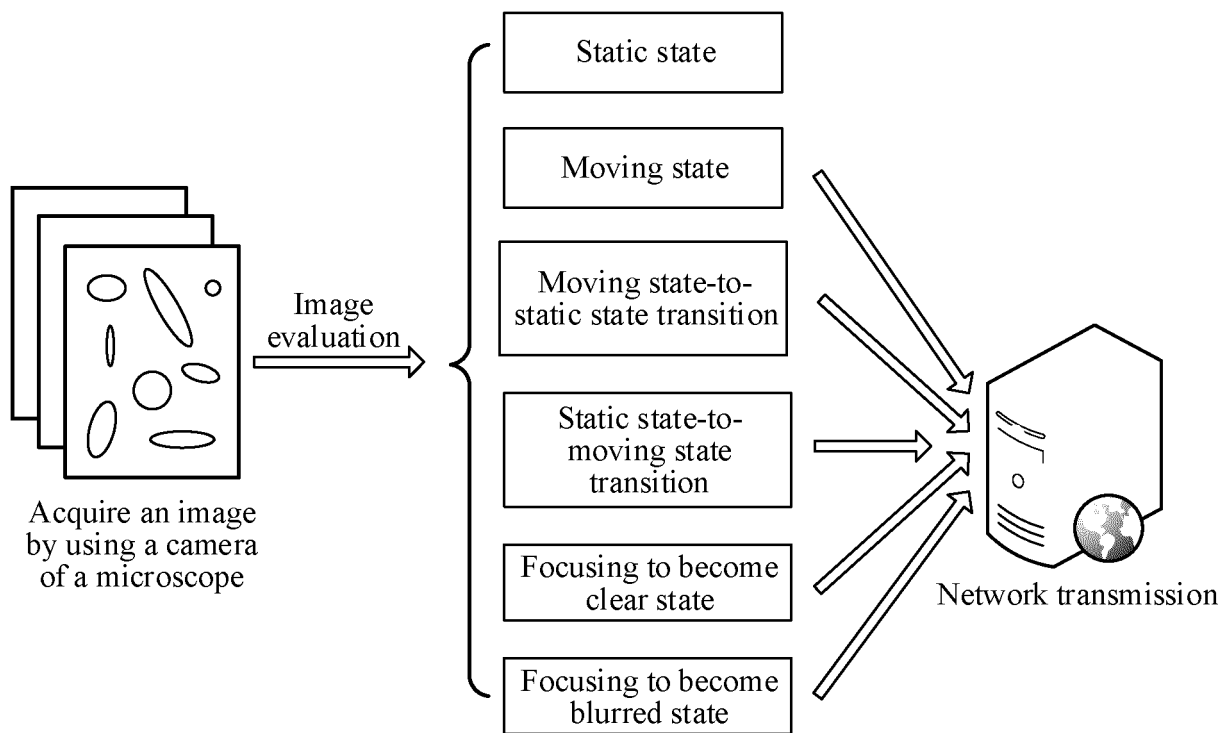 Static state
Moving state
Moving state-to-
static state transition
Image
evaluation
Static state-to-
moving state
transition
Acquire an image
by using a camera
of a microscope
Focusing to become
clear state
Network transmission
Focusing to become
blurred state